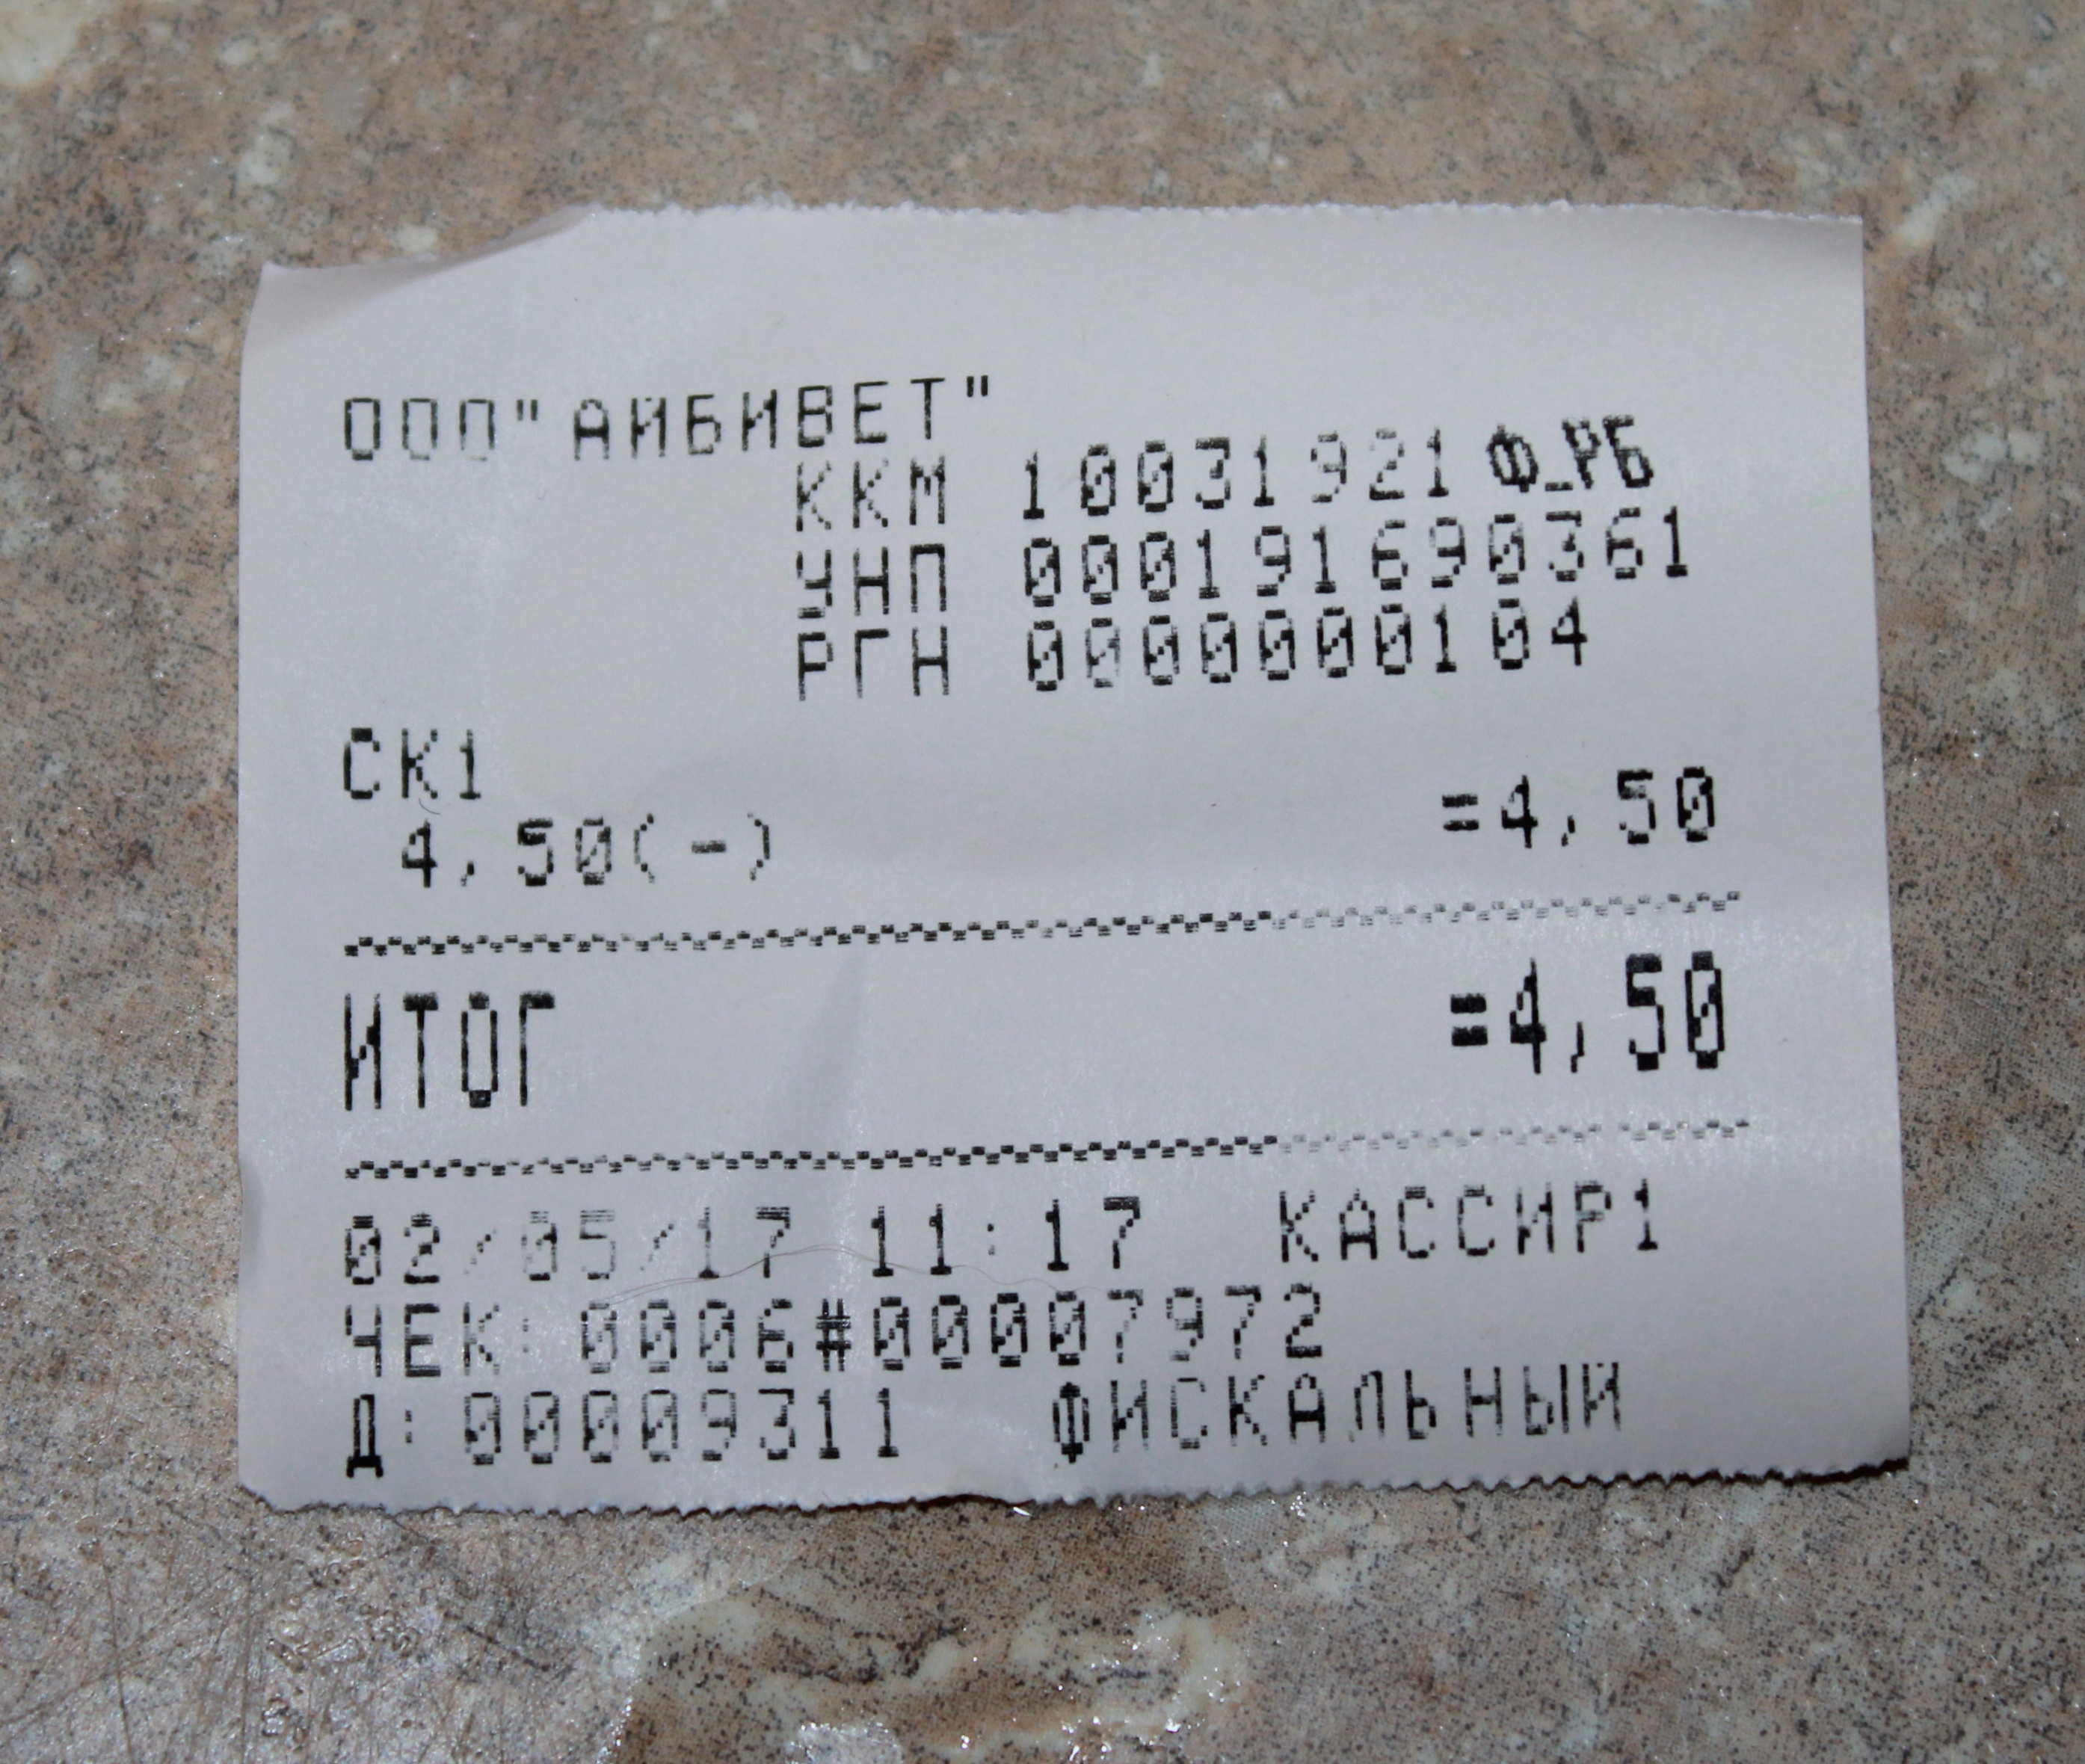 ООО"АЙБИВЕТ"
ККМ 10031921 Ф_РБ
УНП 000191690361
РГН 0000000104
СК1
4,50(-) =4,50
ИТОГ =4,50
02/05/17 11:17 КАССИР1
ЧЕК: 0006#00007972
Д: 00009311 ФИСКАЛЬНЫЙ